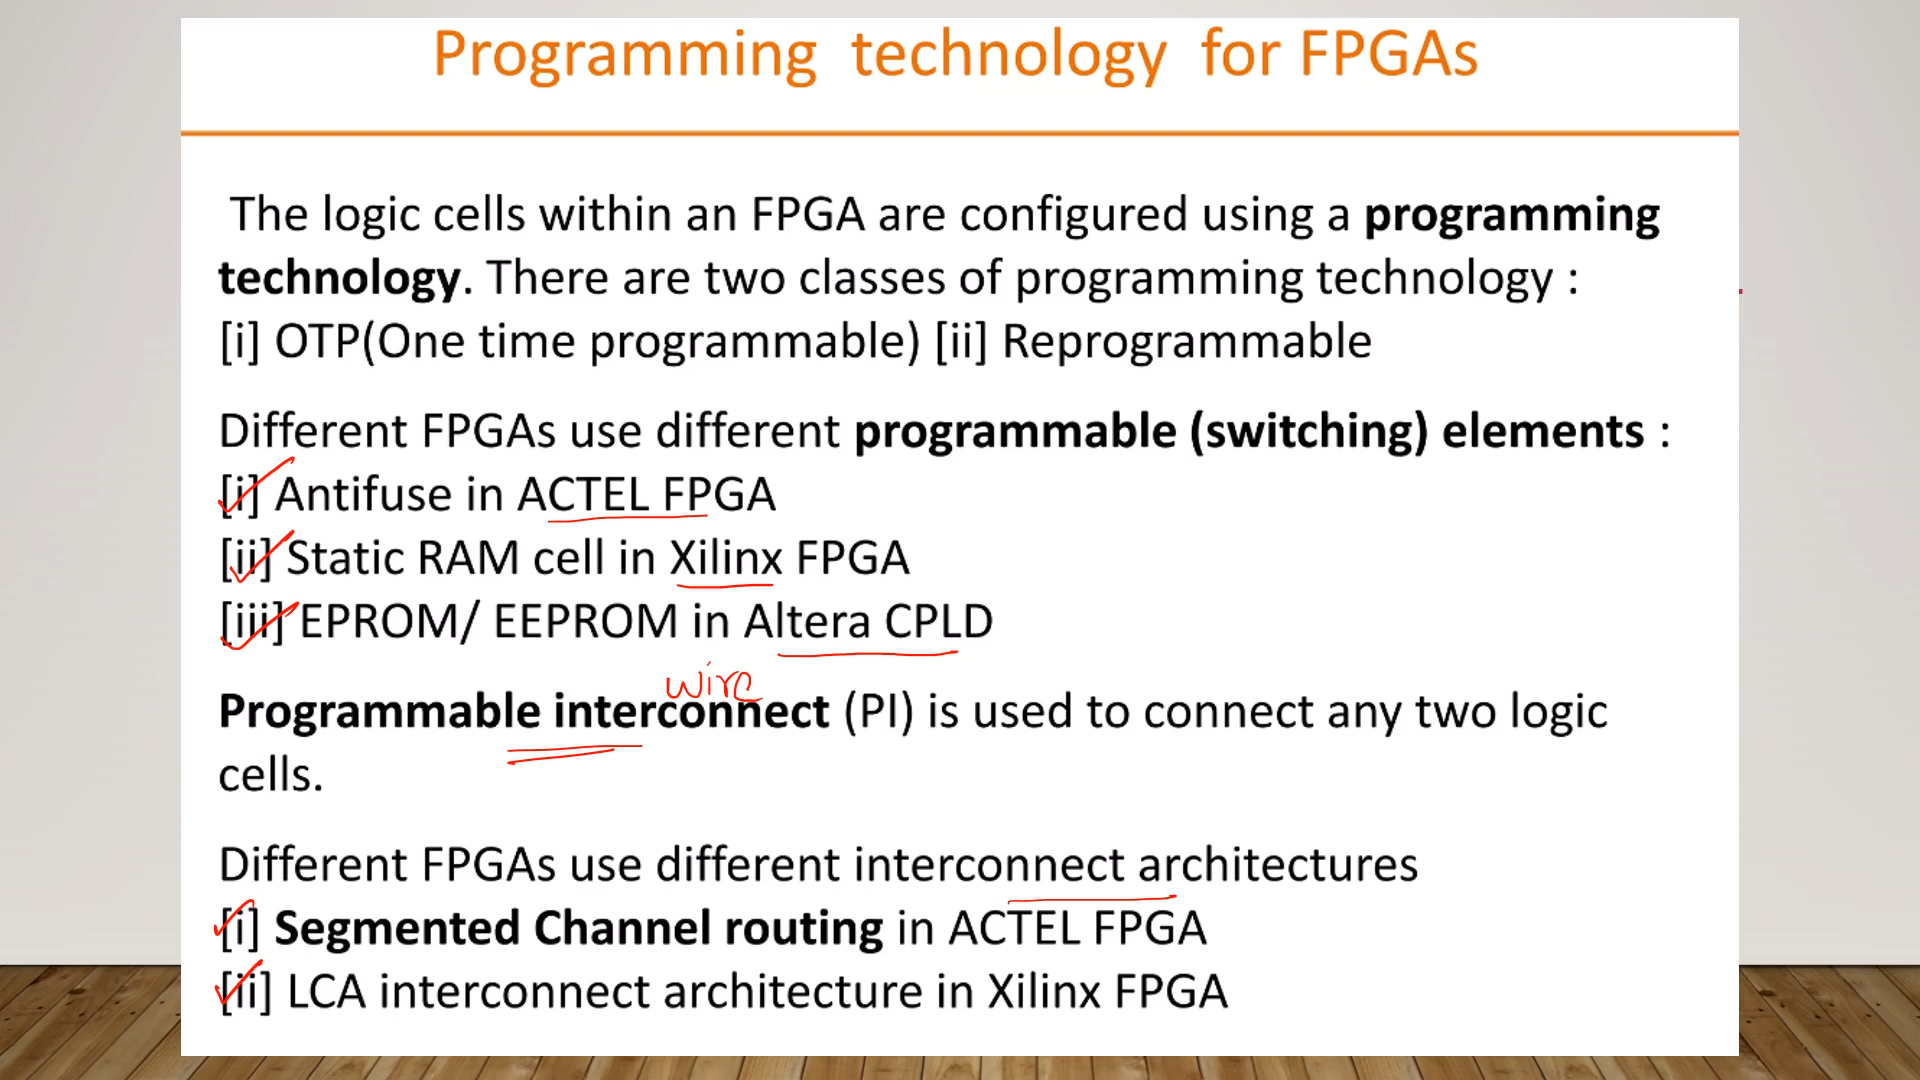 Programming technology for FPGAs
The logic cells within an FPGA are configured using a programming
technology. There are two classes of programming technology :
[i] OTP(One time programmable) [ii] Reprogrammable
Different FPGAs use different programmable (switching) elements :
[i] Antifuse in ACTEL FPGA
[ii] Static RAM cell in Xilinx FPGA
[iii] EPROM/ EEPROM in Altera CPLD
wire
Programmable interconnect (PI) is used to connect any two logic
cells.
Different FPGAs use different interconnect architectures
[i] Segmented Channel routing in ACTEL FPGA
[ii] LCA interconnect architecture in Xilinx FPGA